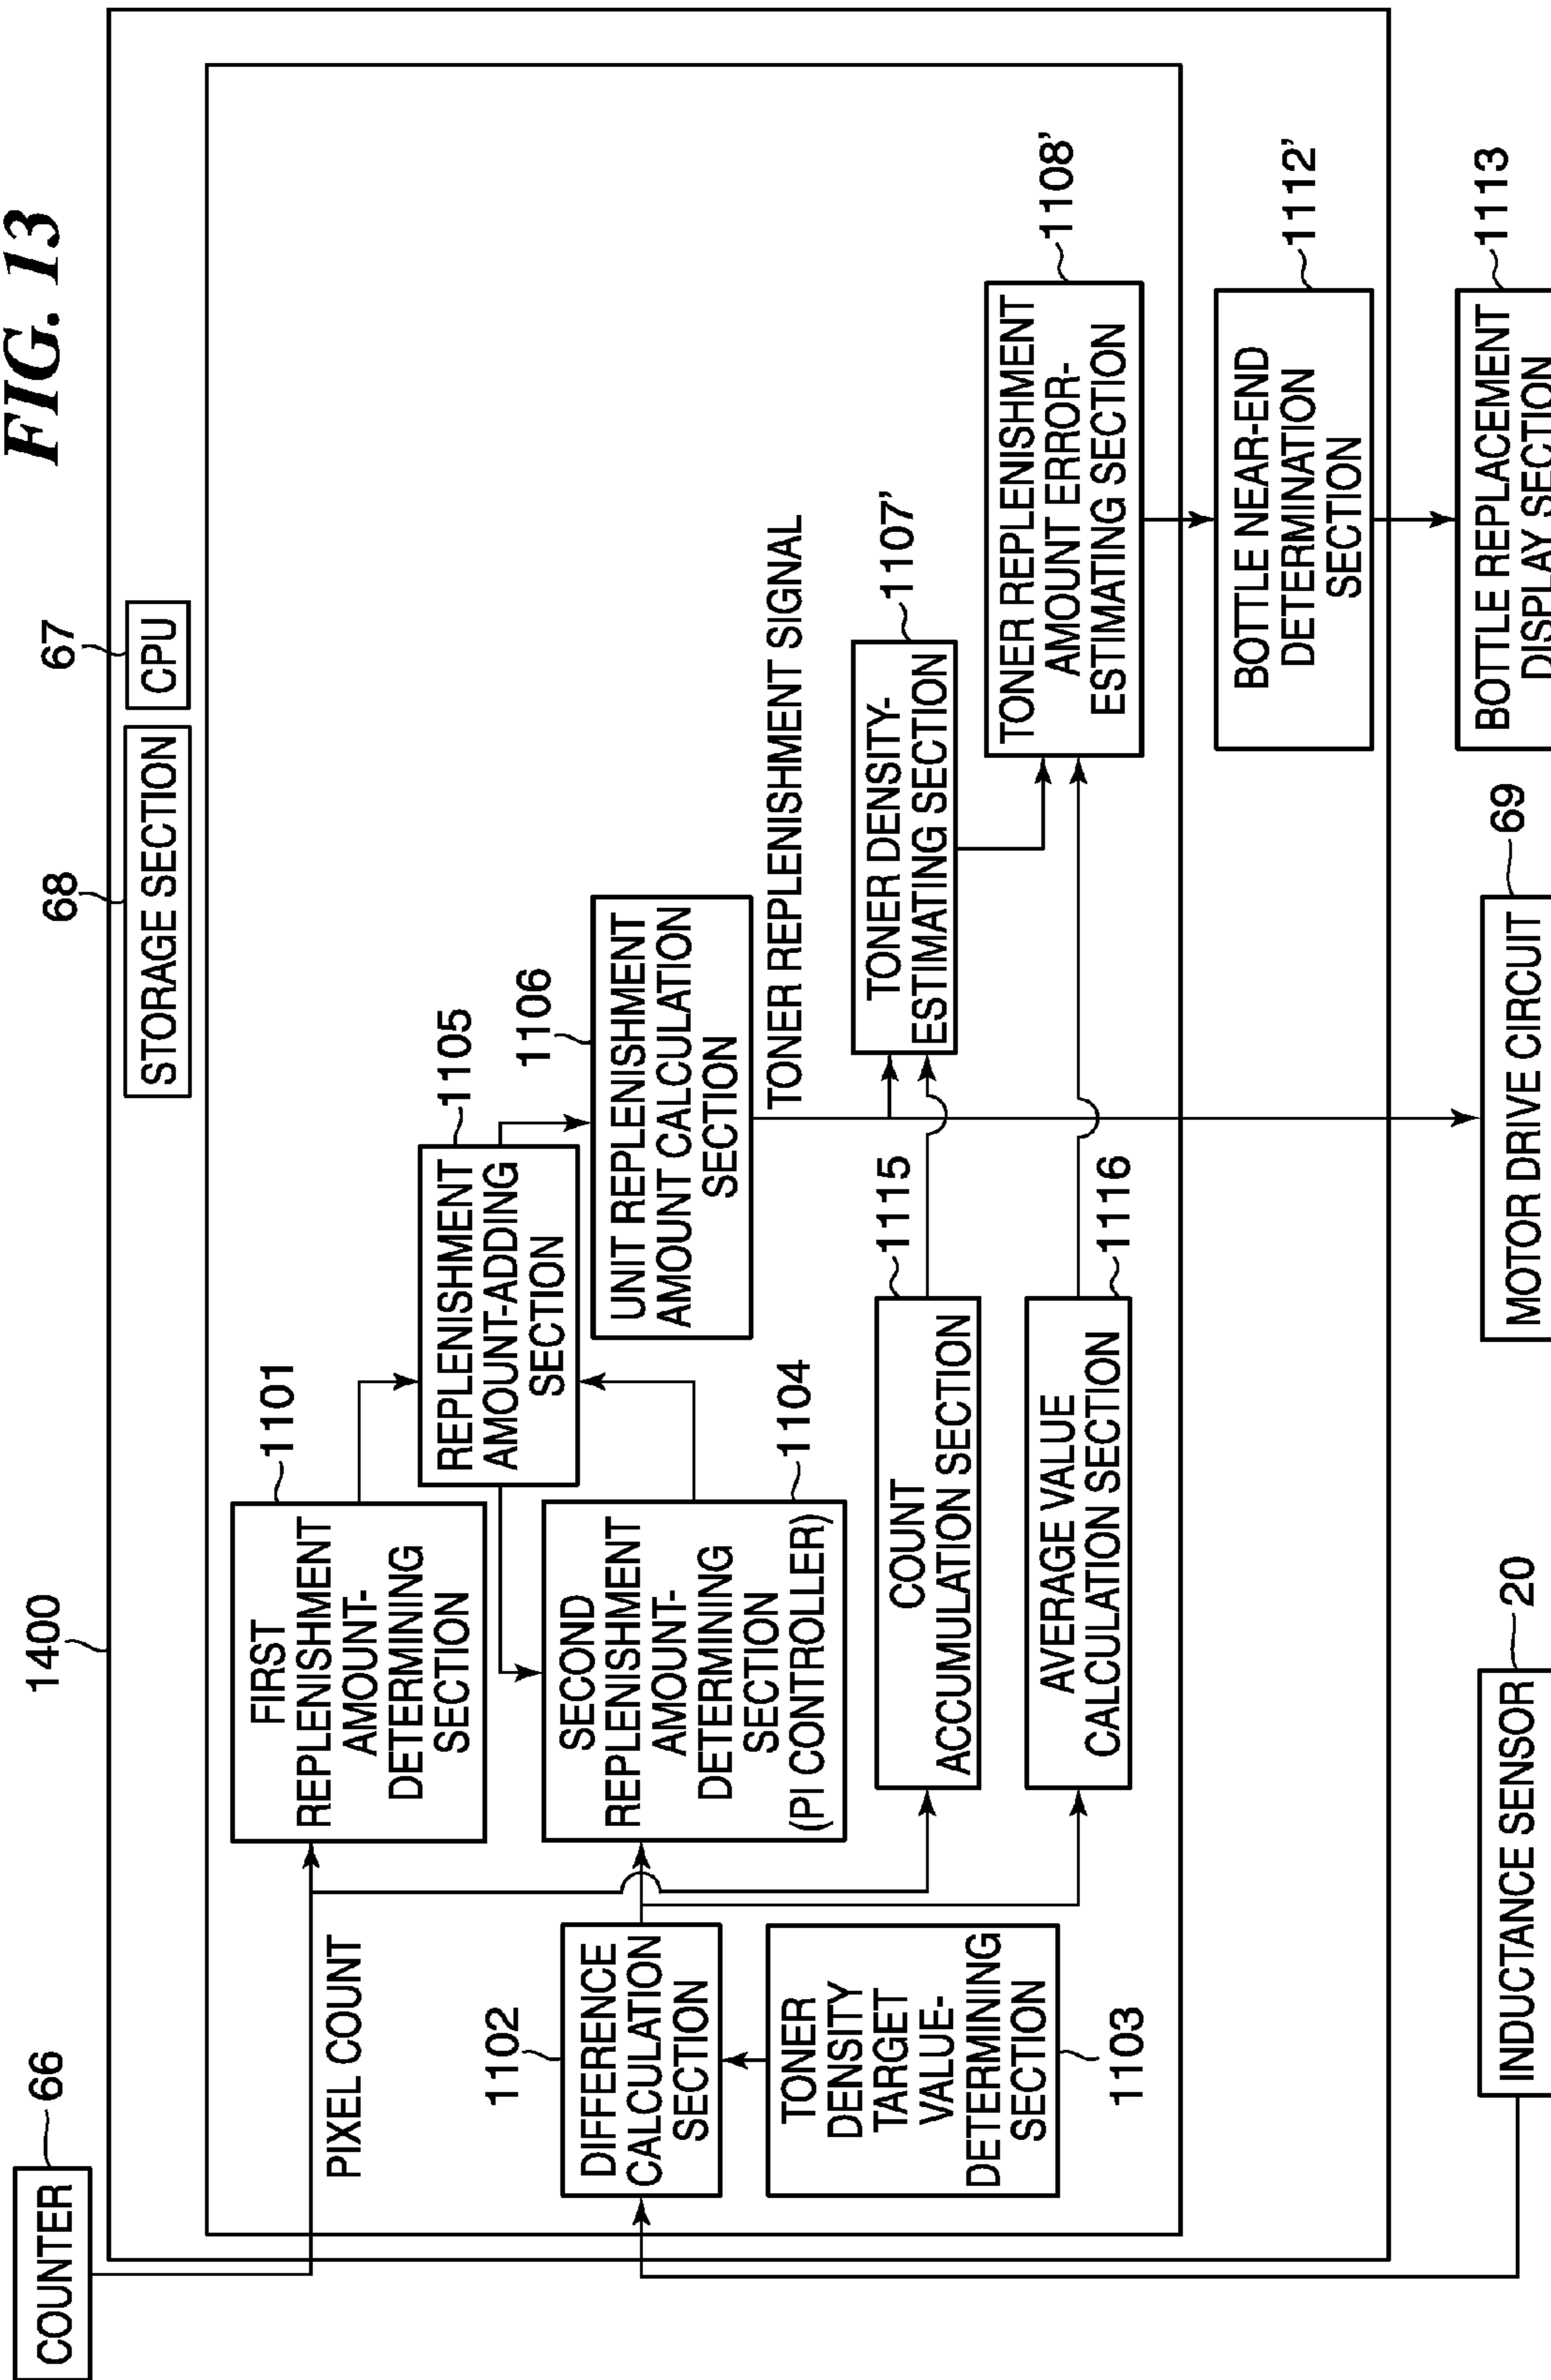 FIG. 13
COUNTER
66
1400
68
STORAGE SECTION
67
CPU
PIXEL COUNT
1101
FIRST
REPLENISHMENT
AMOUNT-
DETERMINING
SECTION
1105
REPLENISHMENT
AMOUNT-ADDING
SECTION
1102
DIFFERENCE
CALCULATION
SECTION
SECOND
REPLENISHMENT
AMOUNT-
DETERMINING
SECTION
(PI CONTROLLER)
1104
1106
UNIT REPLENISHMENT
AMOUNT CALCULATION
SECTION
TONER REPLENISHMENT SIGNAL
TONER
DENSITY
TARGET
VALUE-
DETERMINING
SECTION
1103
1115
COUNT
ACCUMULATION SECTION
1107'
TONER DENSITY-
ESTIMATING SECTION
1116
AVERAGE VALUE
CALCULATION SECTION
1108'
TONER REPLENISHMENT
AMOUNT ERROR-
ESTIMATING SECTION
1112'
BOTTLE NEAR-END
DETERMINATION
SECTION
20
INDUCTANCE SENSOR
69
MOTOR DRIVE CIRCUIT
1113
BOTTLE REPLACEMENT
DISPLAY SECTION